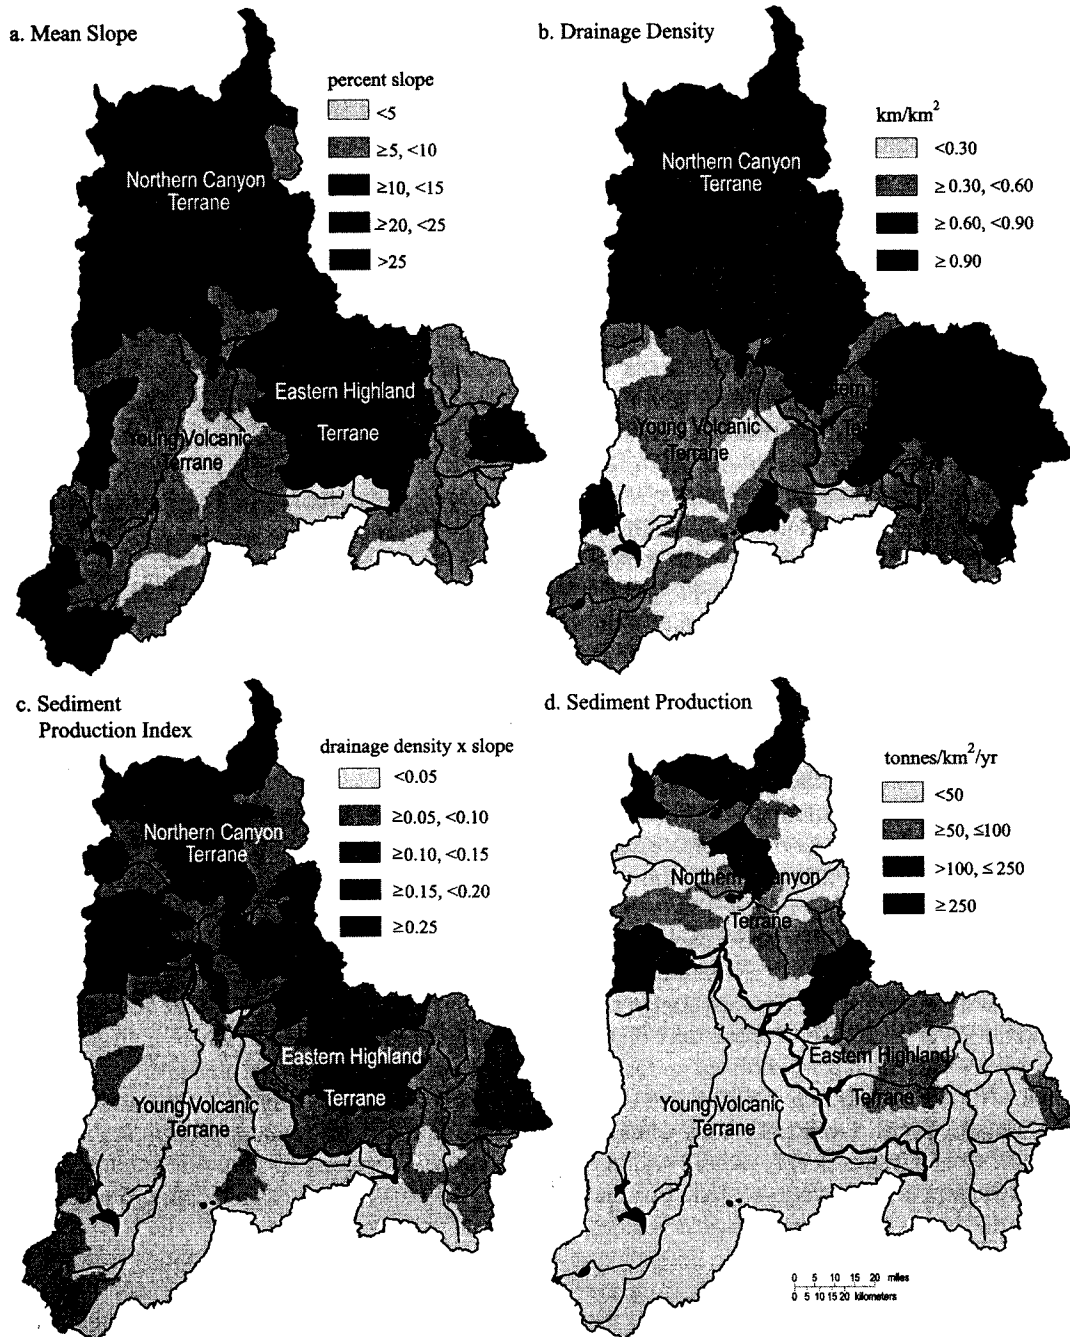 a. Mean Slope
percent slope
<5
≥5, <10
≥10, <15
≥20, <25
>25
Northern Canyon
Terrane
Eastern Highland
Terrane
Young Volcanic
Terrane
b. Drainage Density
km/km²
<0.30
≥ 0.30, <0.60
≥ 0.60, <0.90
≥ 0.90
Northern Canyon
Terrane
Young Volcanic
Terrane
c. Sediment
Production Index
drainage density x slope
<0.05
≥0.05, <0.10
≥0.10, <0.15
≥0.15, <0.20
≥0.25
Northern Canyon
Terrane
Eastern Highland
Terrane
Young Volcanic
Terrane
d. Sediment Production
tonnes/km²/yr
<50
≥50, ≤100
>100, ≤250
≥250
Northern Canyon
Terrane
Eastern Highland
Terrane
Young Volcanic
Terrane
0 5 10 15 20 miles
0 5 10 15 20 kilometers